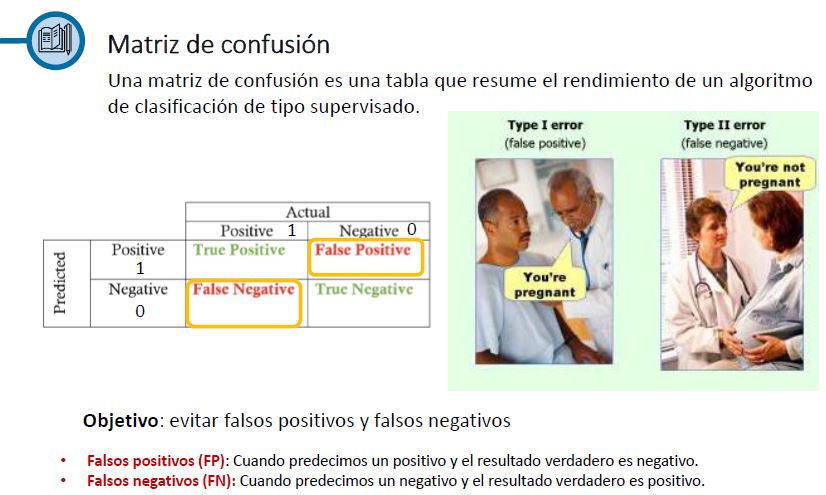 Matriz de confusión
Una matriz de confusión es una tabla que resume el rendimiento de un algoritmo
de clasificación de tipo supervisado.
Type I error
(false positive)
Type II error
(false negative)
You're
pregnant
You're not
pregnant
Actual
Positive 1 Negative 0
Predicted
Positive
1
True Positive False Positive
Negative
0
False Negative True Negative
Objetivo: evitar falsos positivos y falsos negativos
• Falsos positivos (FP): Cuando predecimos un positivo y el resultado verdadero es negativo.
• Falsos negativos (FN): Cuando predecimos un negativo y el resultado verdadero es positivo.